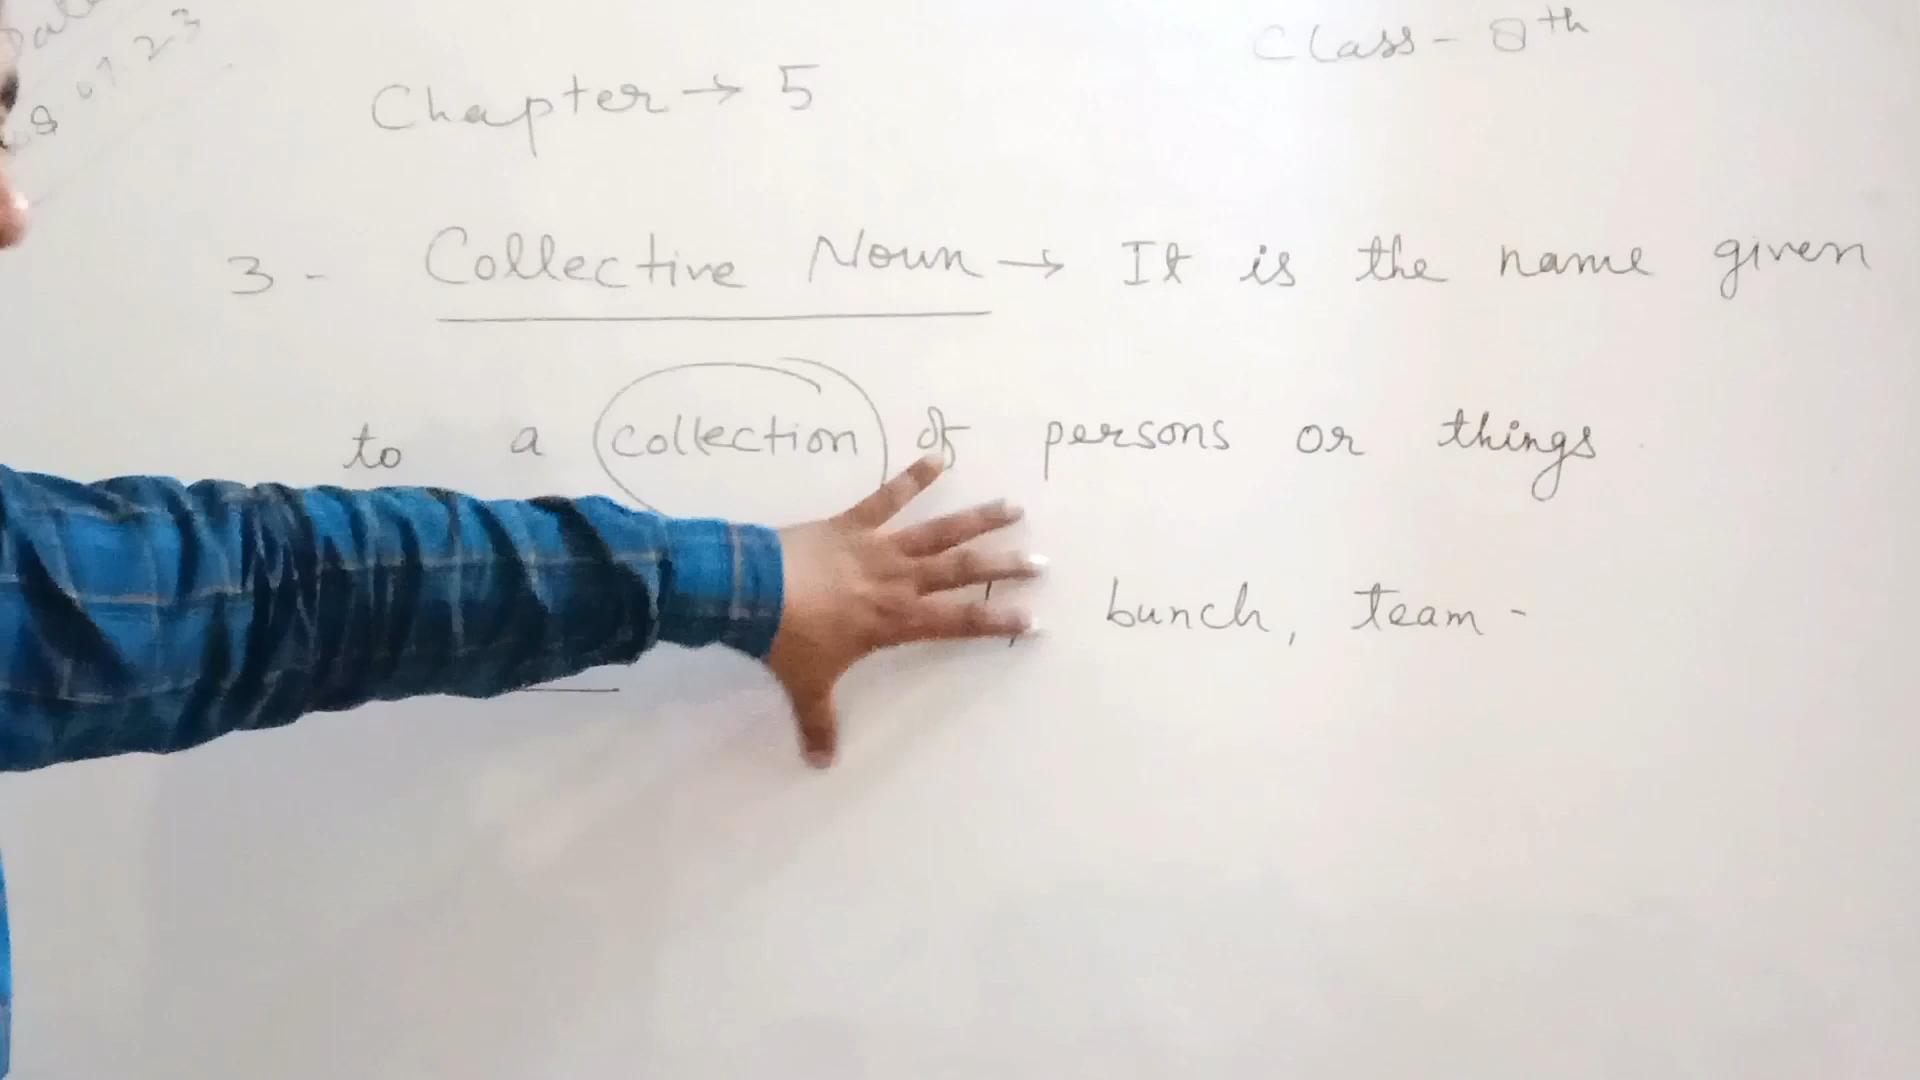 Class - 8th
Chapter → 5
3 - Collective Noun → It is the name given
to a collection of persons or things
bunch, team -